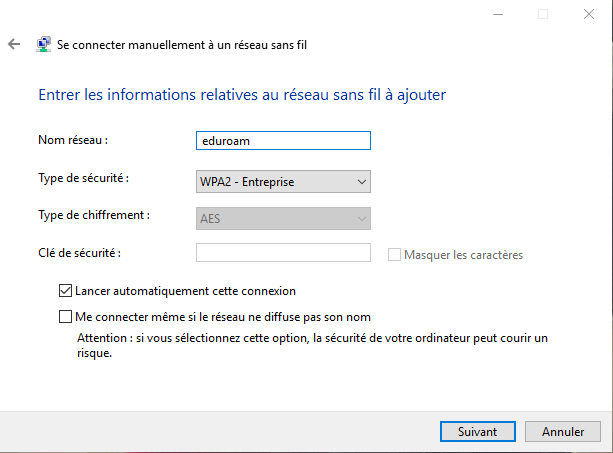 Se connecter manuellement à un réseau sans fil
Entrer les informations relatives au réseau sans fil à ajouter
Nom réseau :
eduroam
Type de sécurité :
WPA2 - Entreprise
Type de chiffrement :
AES
Clé de sécurité :
Masquer les caractères
Lancer automatiquement cette connexion
Me connecter même si le réseau ne diffuse pas son nom
Attention : si vous sélectionnez cette option, la sécurité de votre ordinateur peut courir un
risque.
Suivant
Annuler